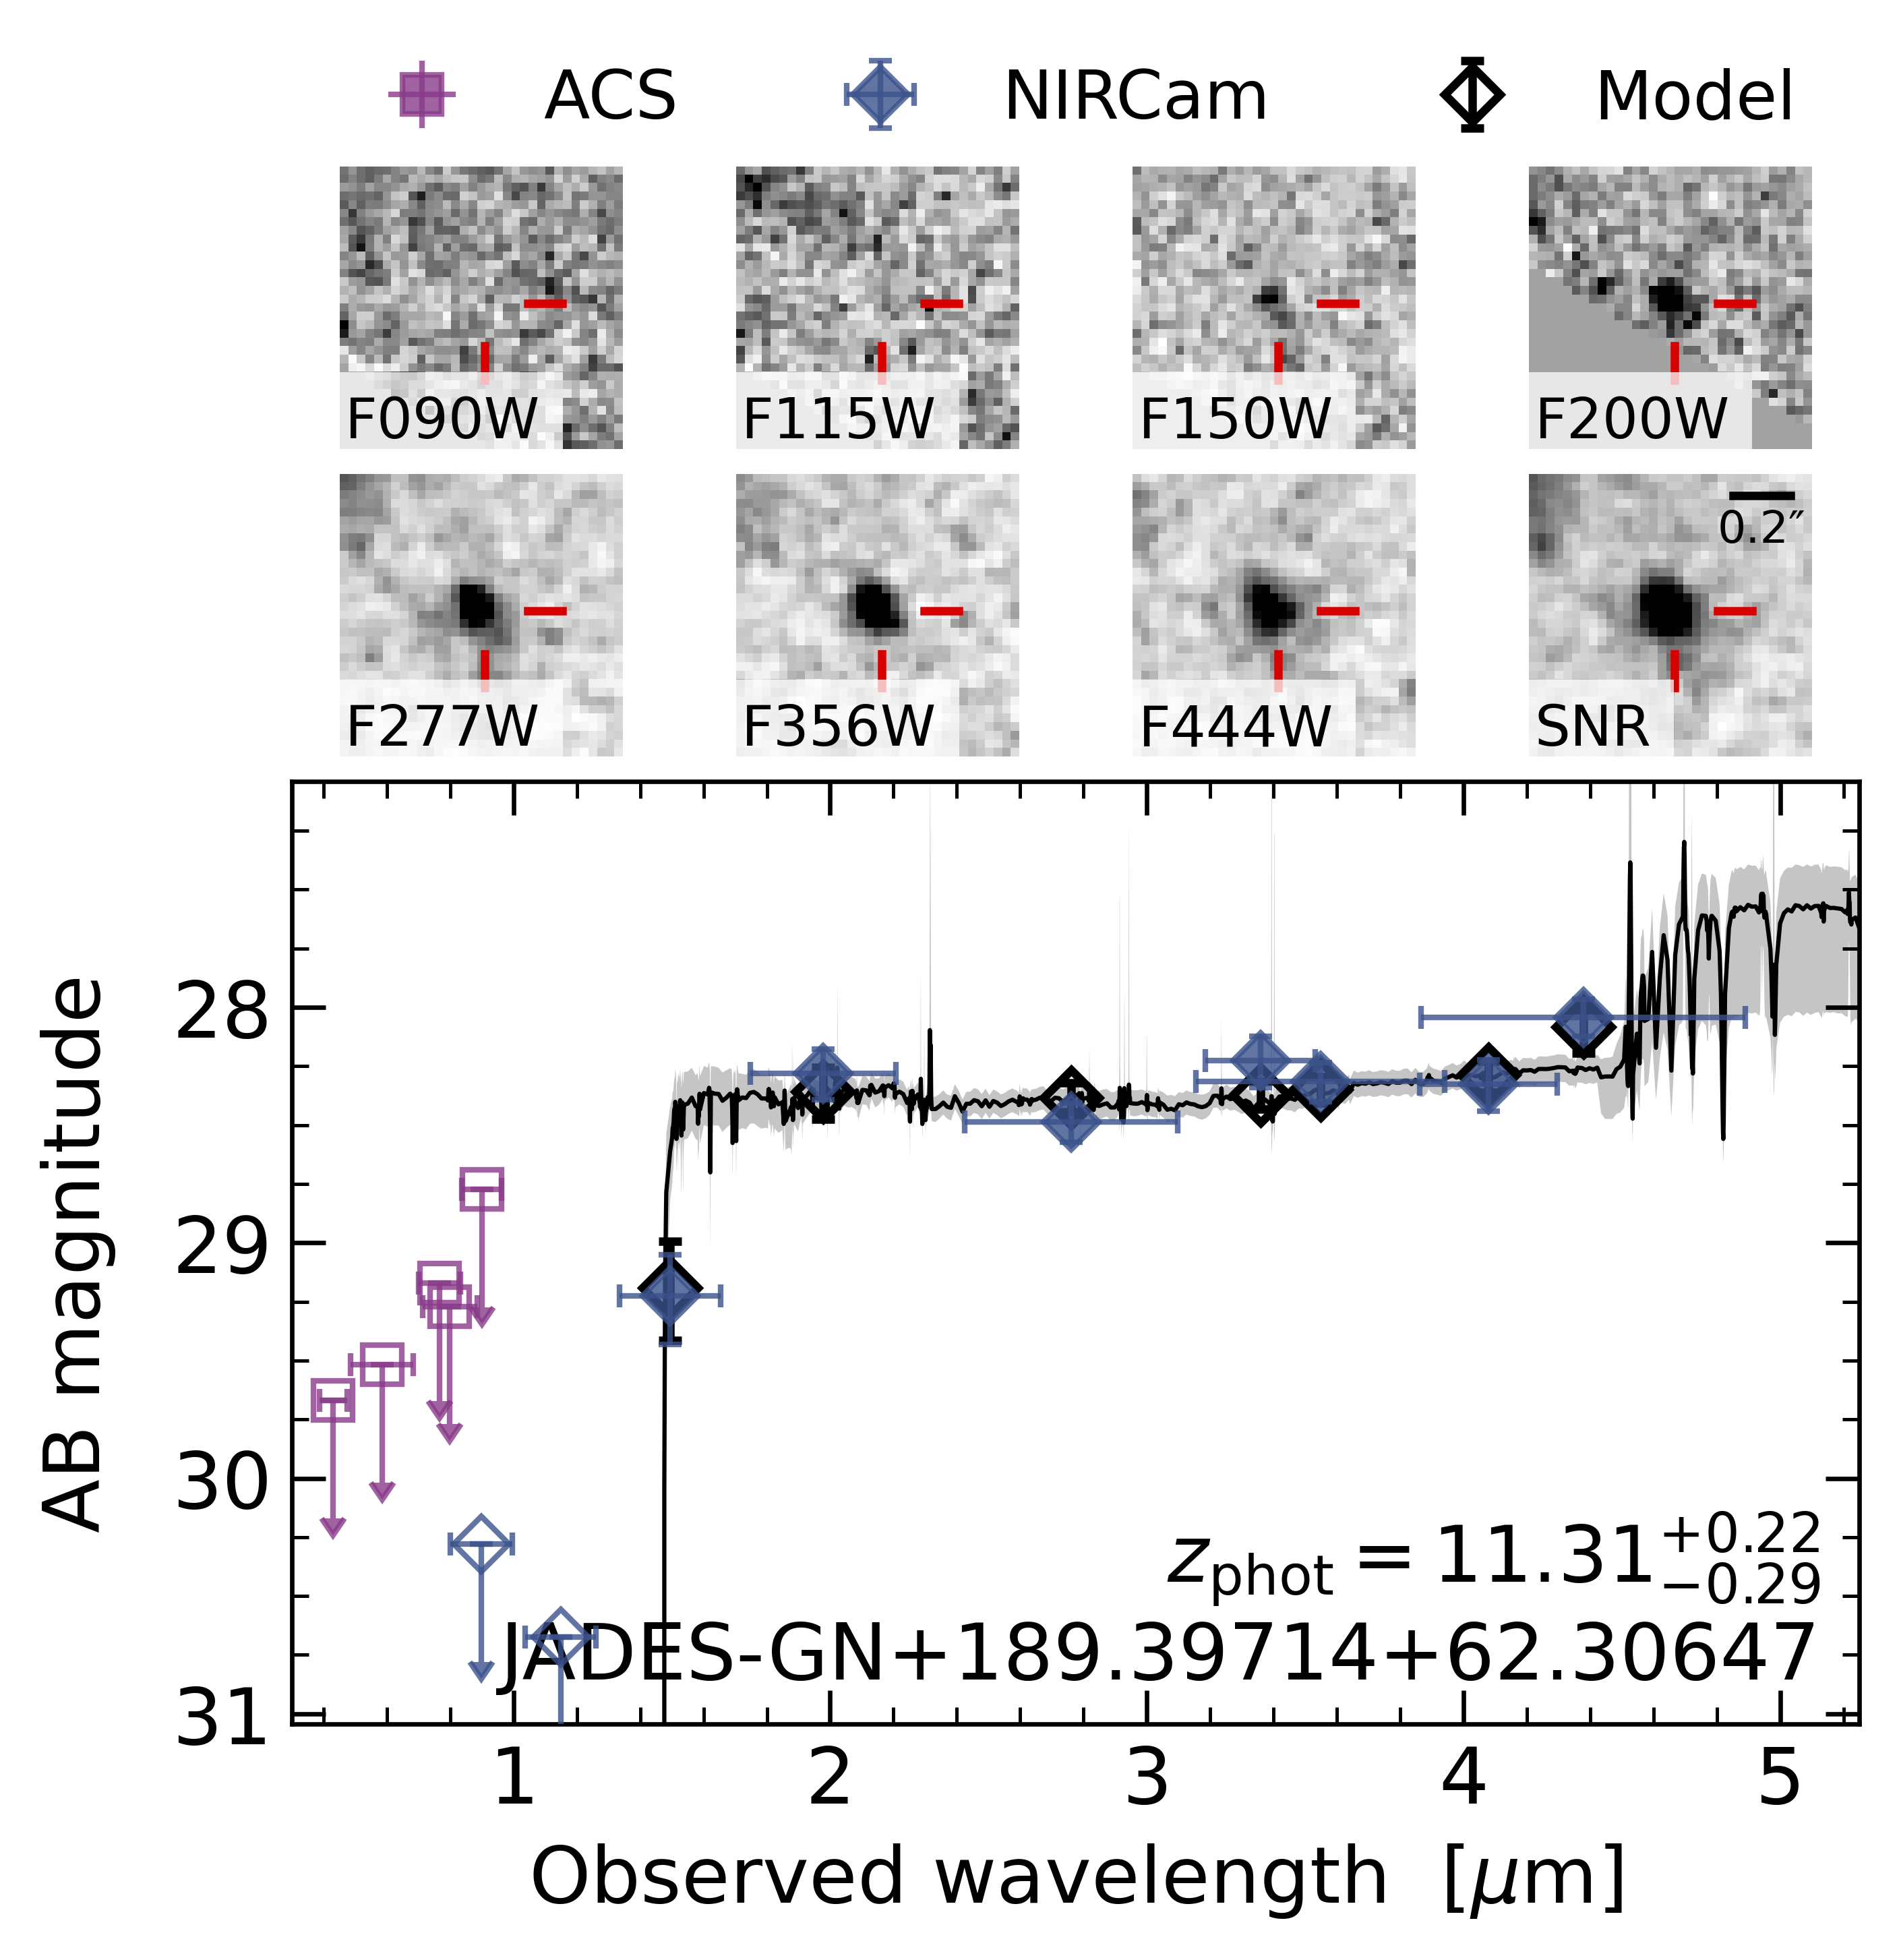 ACS NIRCam Model
F090W F115W F150W F200W
0.2″
F277W F356W F444W SNR
AB magnitude
28
29
30
31
z_phot = 11.31 +0.22 −0.29
JADES-GN+189.39714+62.30647
1 2 3 4 5
Observed wavelength [μm]